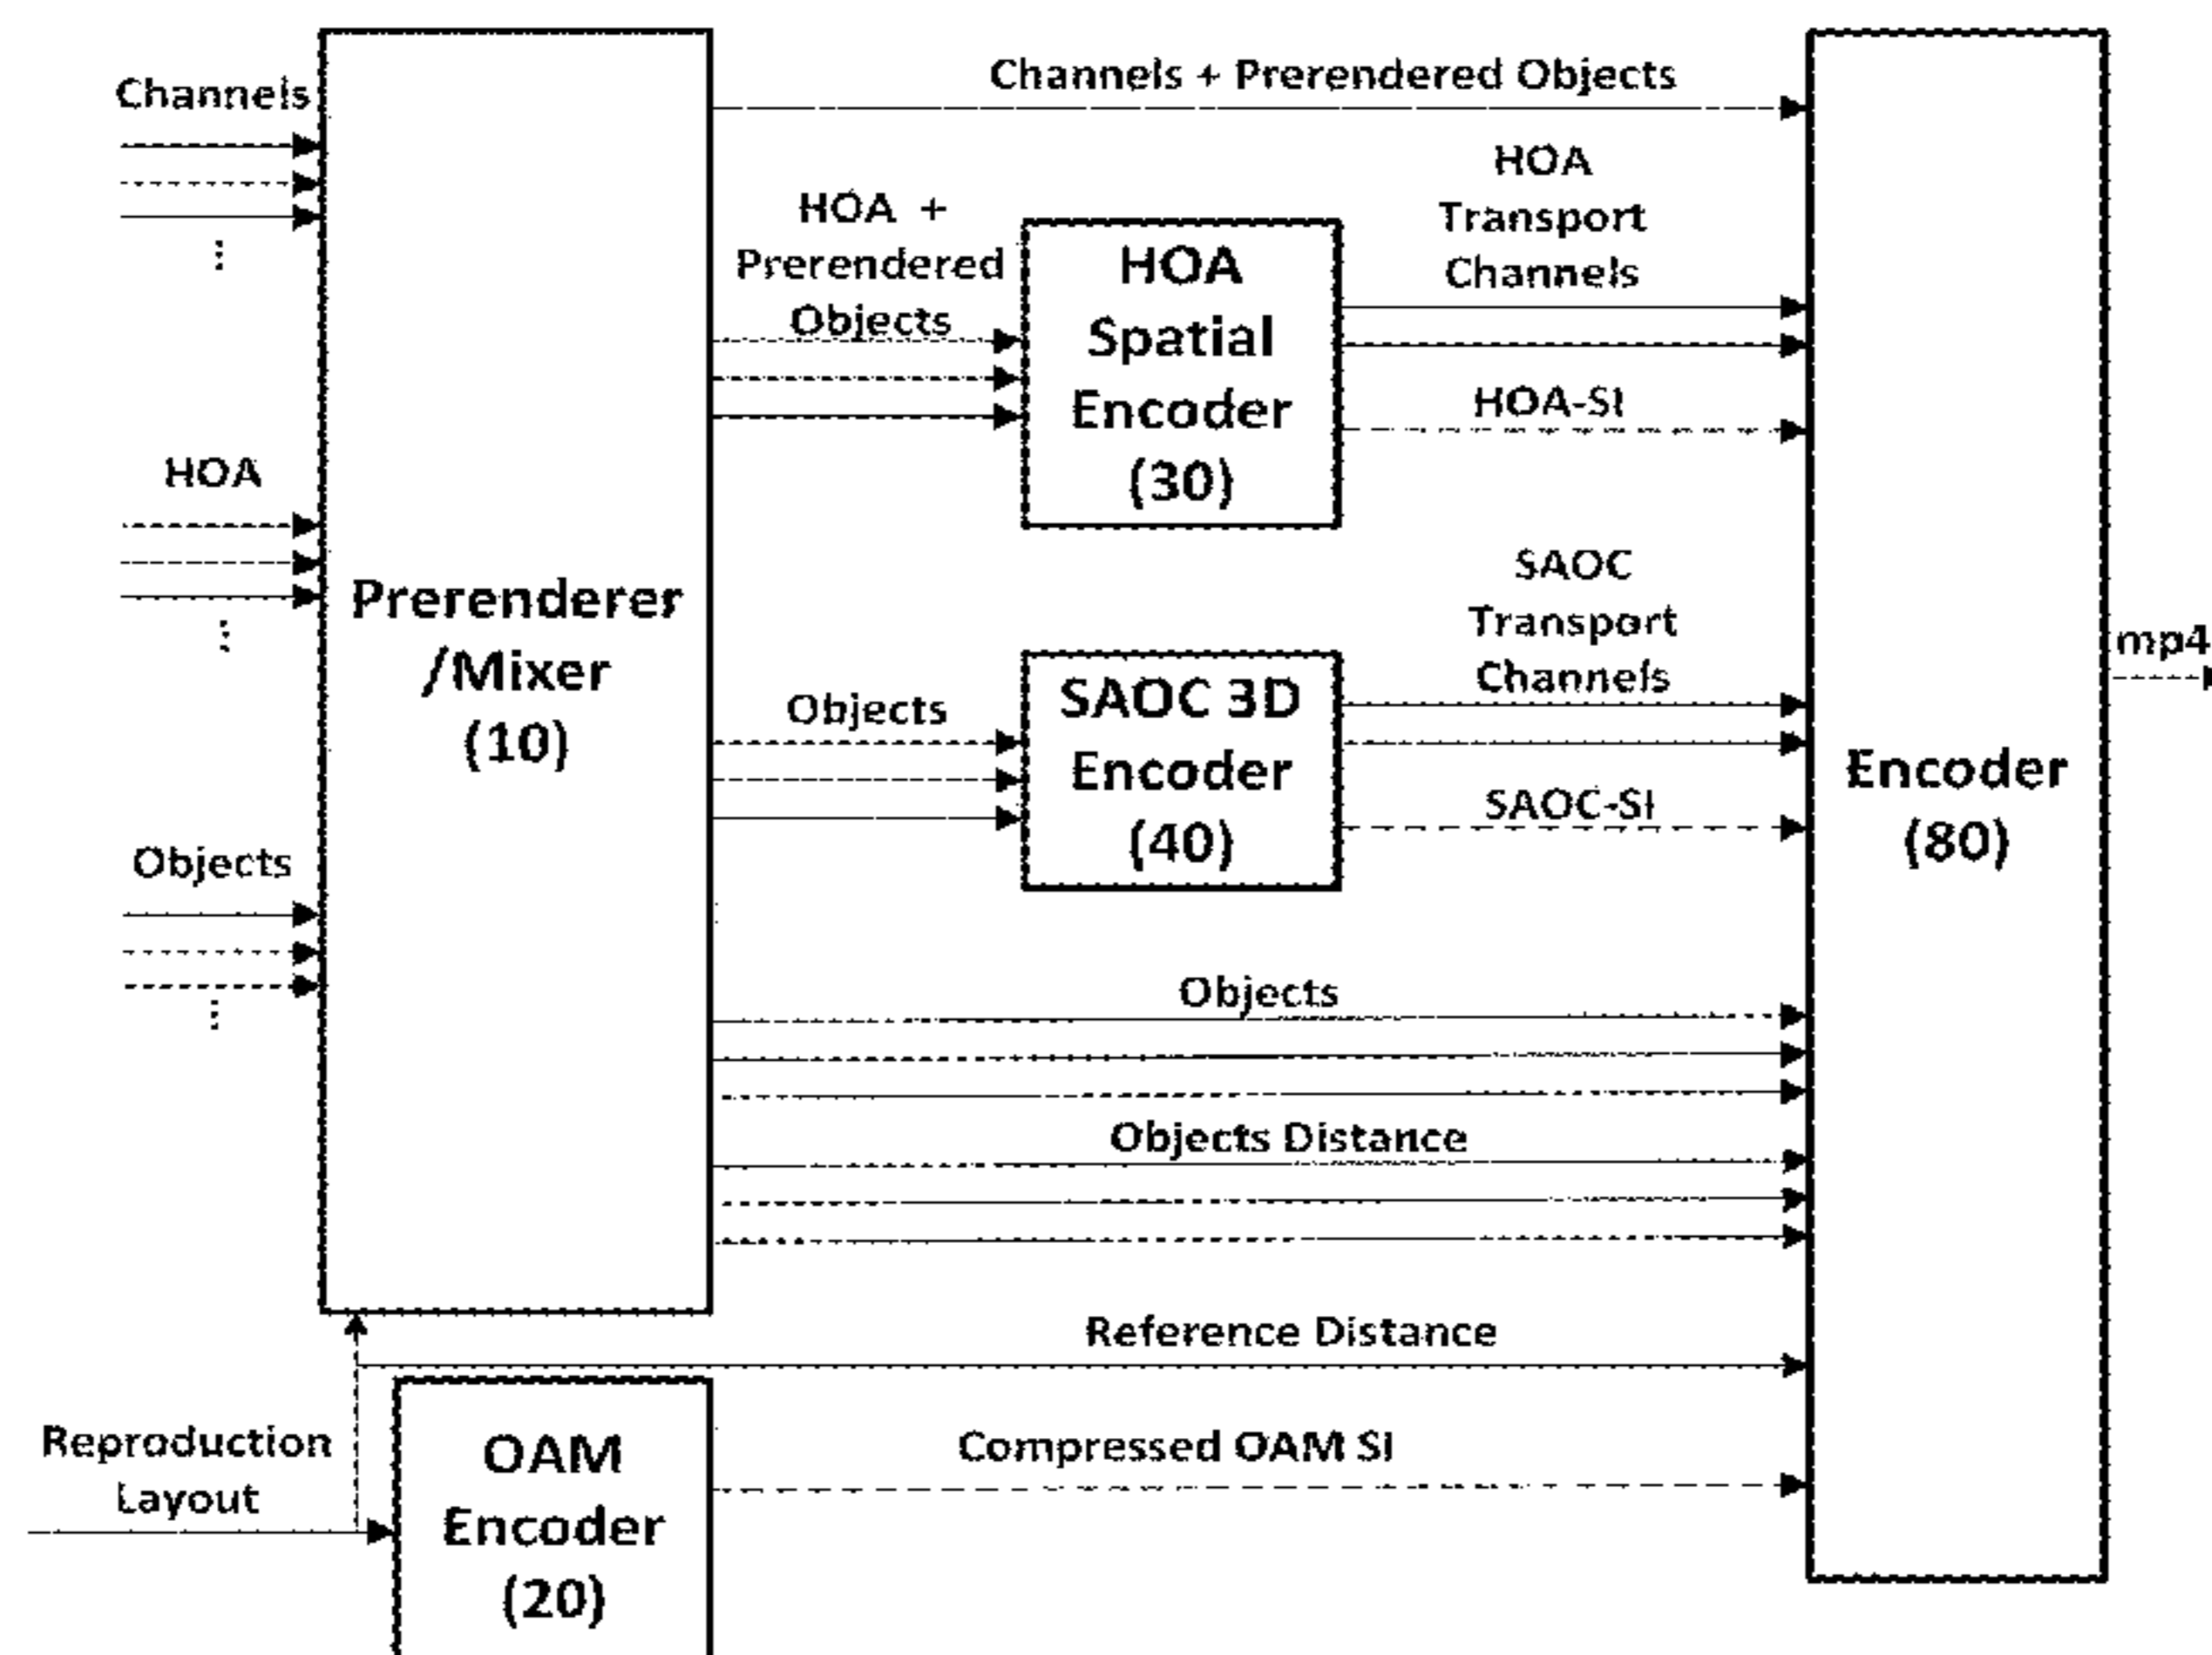 Channels
HOA
Objects
Reproduction
Layout
Prerenderer
/Mixer
(10)
OAM
Encoder
(20)
Channels + Prerendered Objects
HOA +
Prerendered
Objects
HOA
Spatial
Encoder
(30)
HOA
Transport
Channels
HOA-SI
Objects
SAOC 3D
Encoder
(40)
SAOC
Transport
Channels
SAOC-SI
Objects
Objects Distance
Reference Distance
Compressed OAM SI
Encoder
(80)
mp4